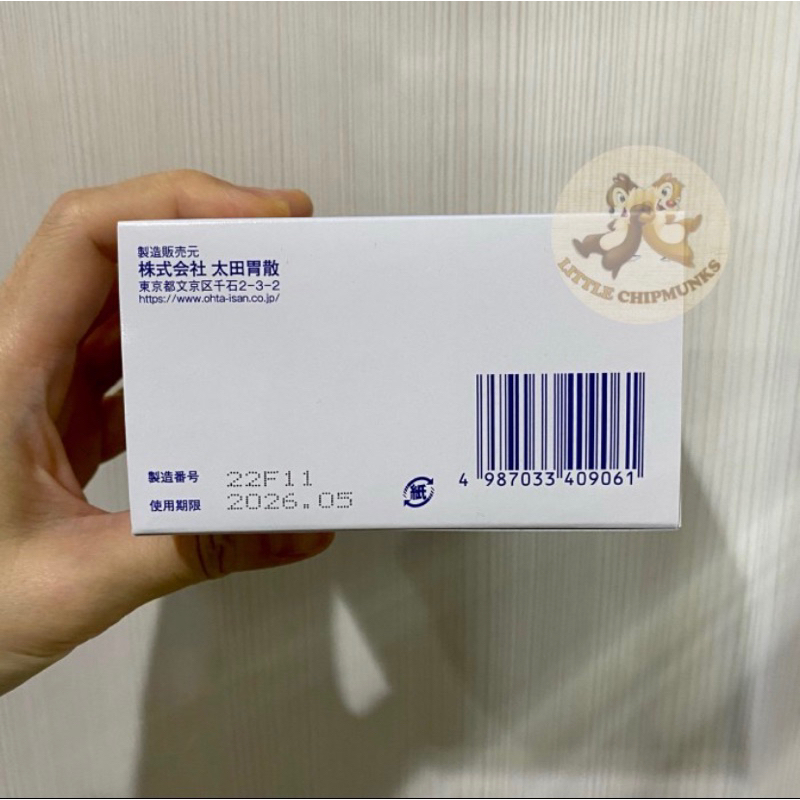 製造販売元
株式会社 太田胃散
東京都文京区千石2-3-2
https://www.ohta-isan.co.jp/
製造番号 22F11
使用期限 2026.05
紙
4 987033 409061
LITTLE CHIPMUNKS